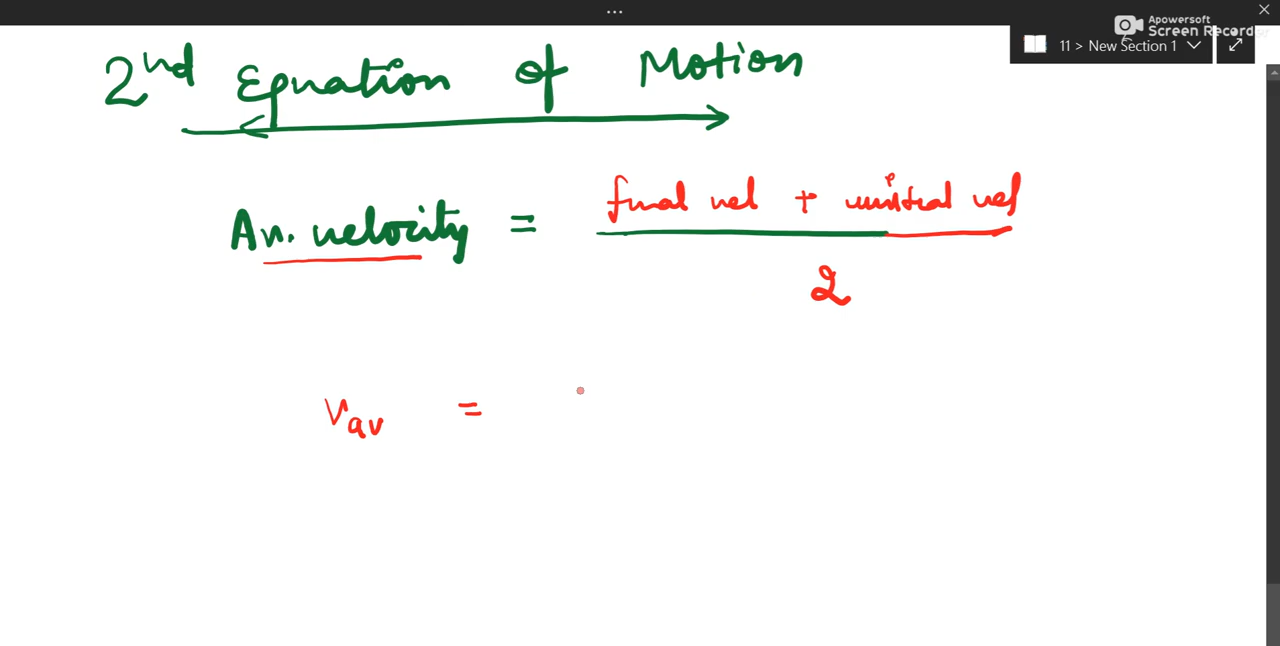 ...
Apowersoft
Screen Recorder
11 > New Section 1
2nd Equation of Motion
Av. velocity = final vel + initial vel
2
Vav =